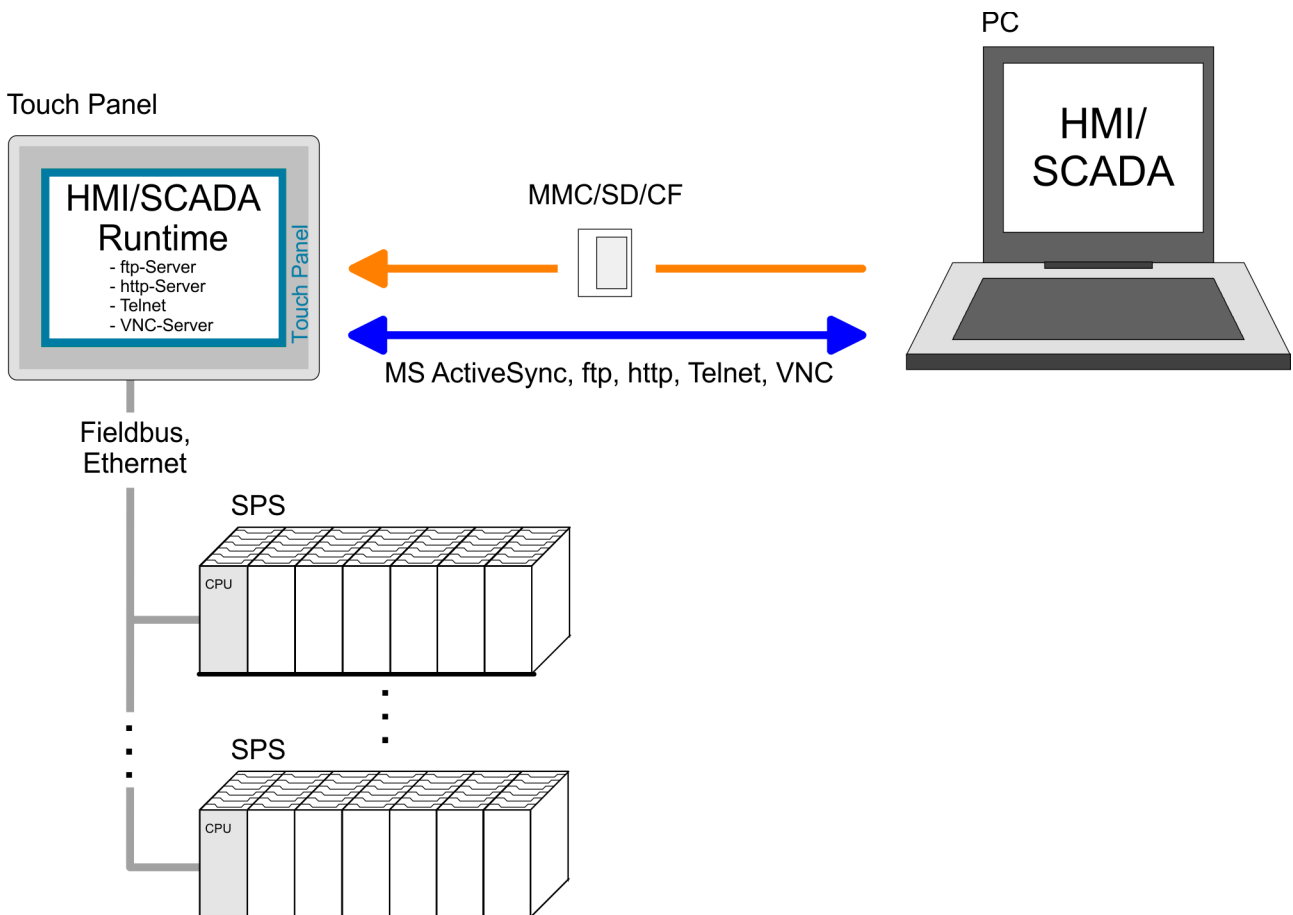 PC
Touch Panel
HMI/
SCADA
HMI/SCADA
Runtime
- ftp-Server
- http-Server
- Telnet
- VNC-Server
Touch Panel
MMC/SD/CF
MS ActiveSync, ftp, http, Telnet, VNC
Fieldbus,
Ethernet
SPS
CPU
SPS
CPU